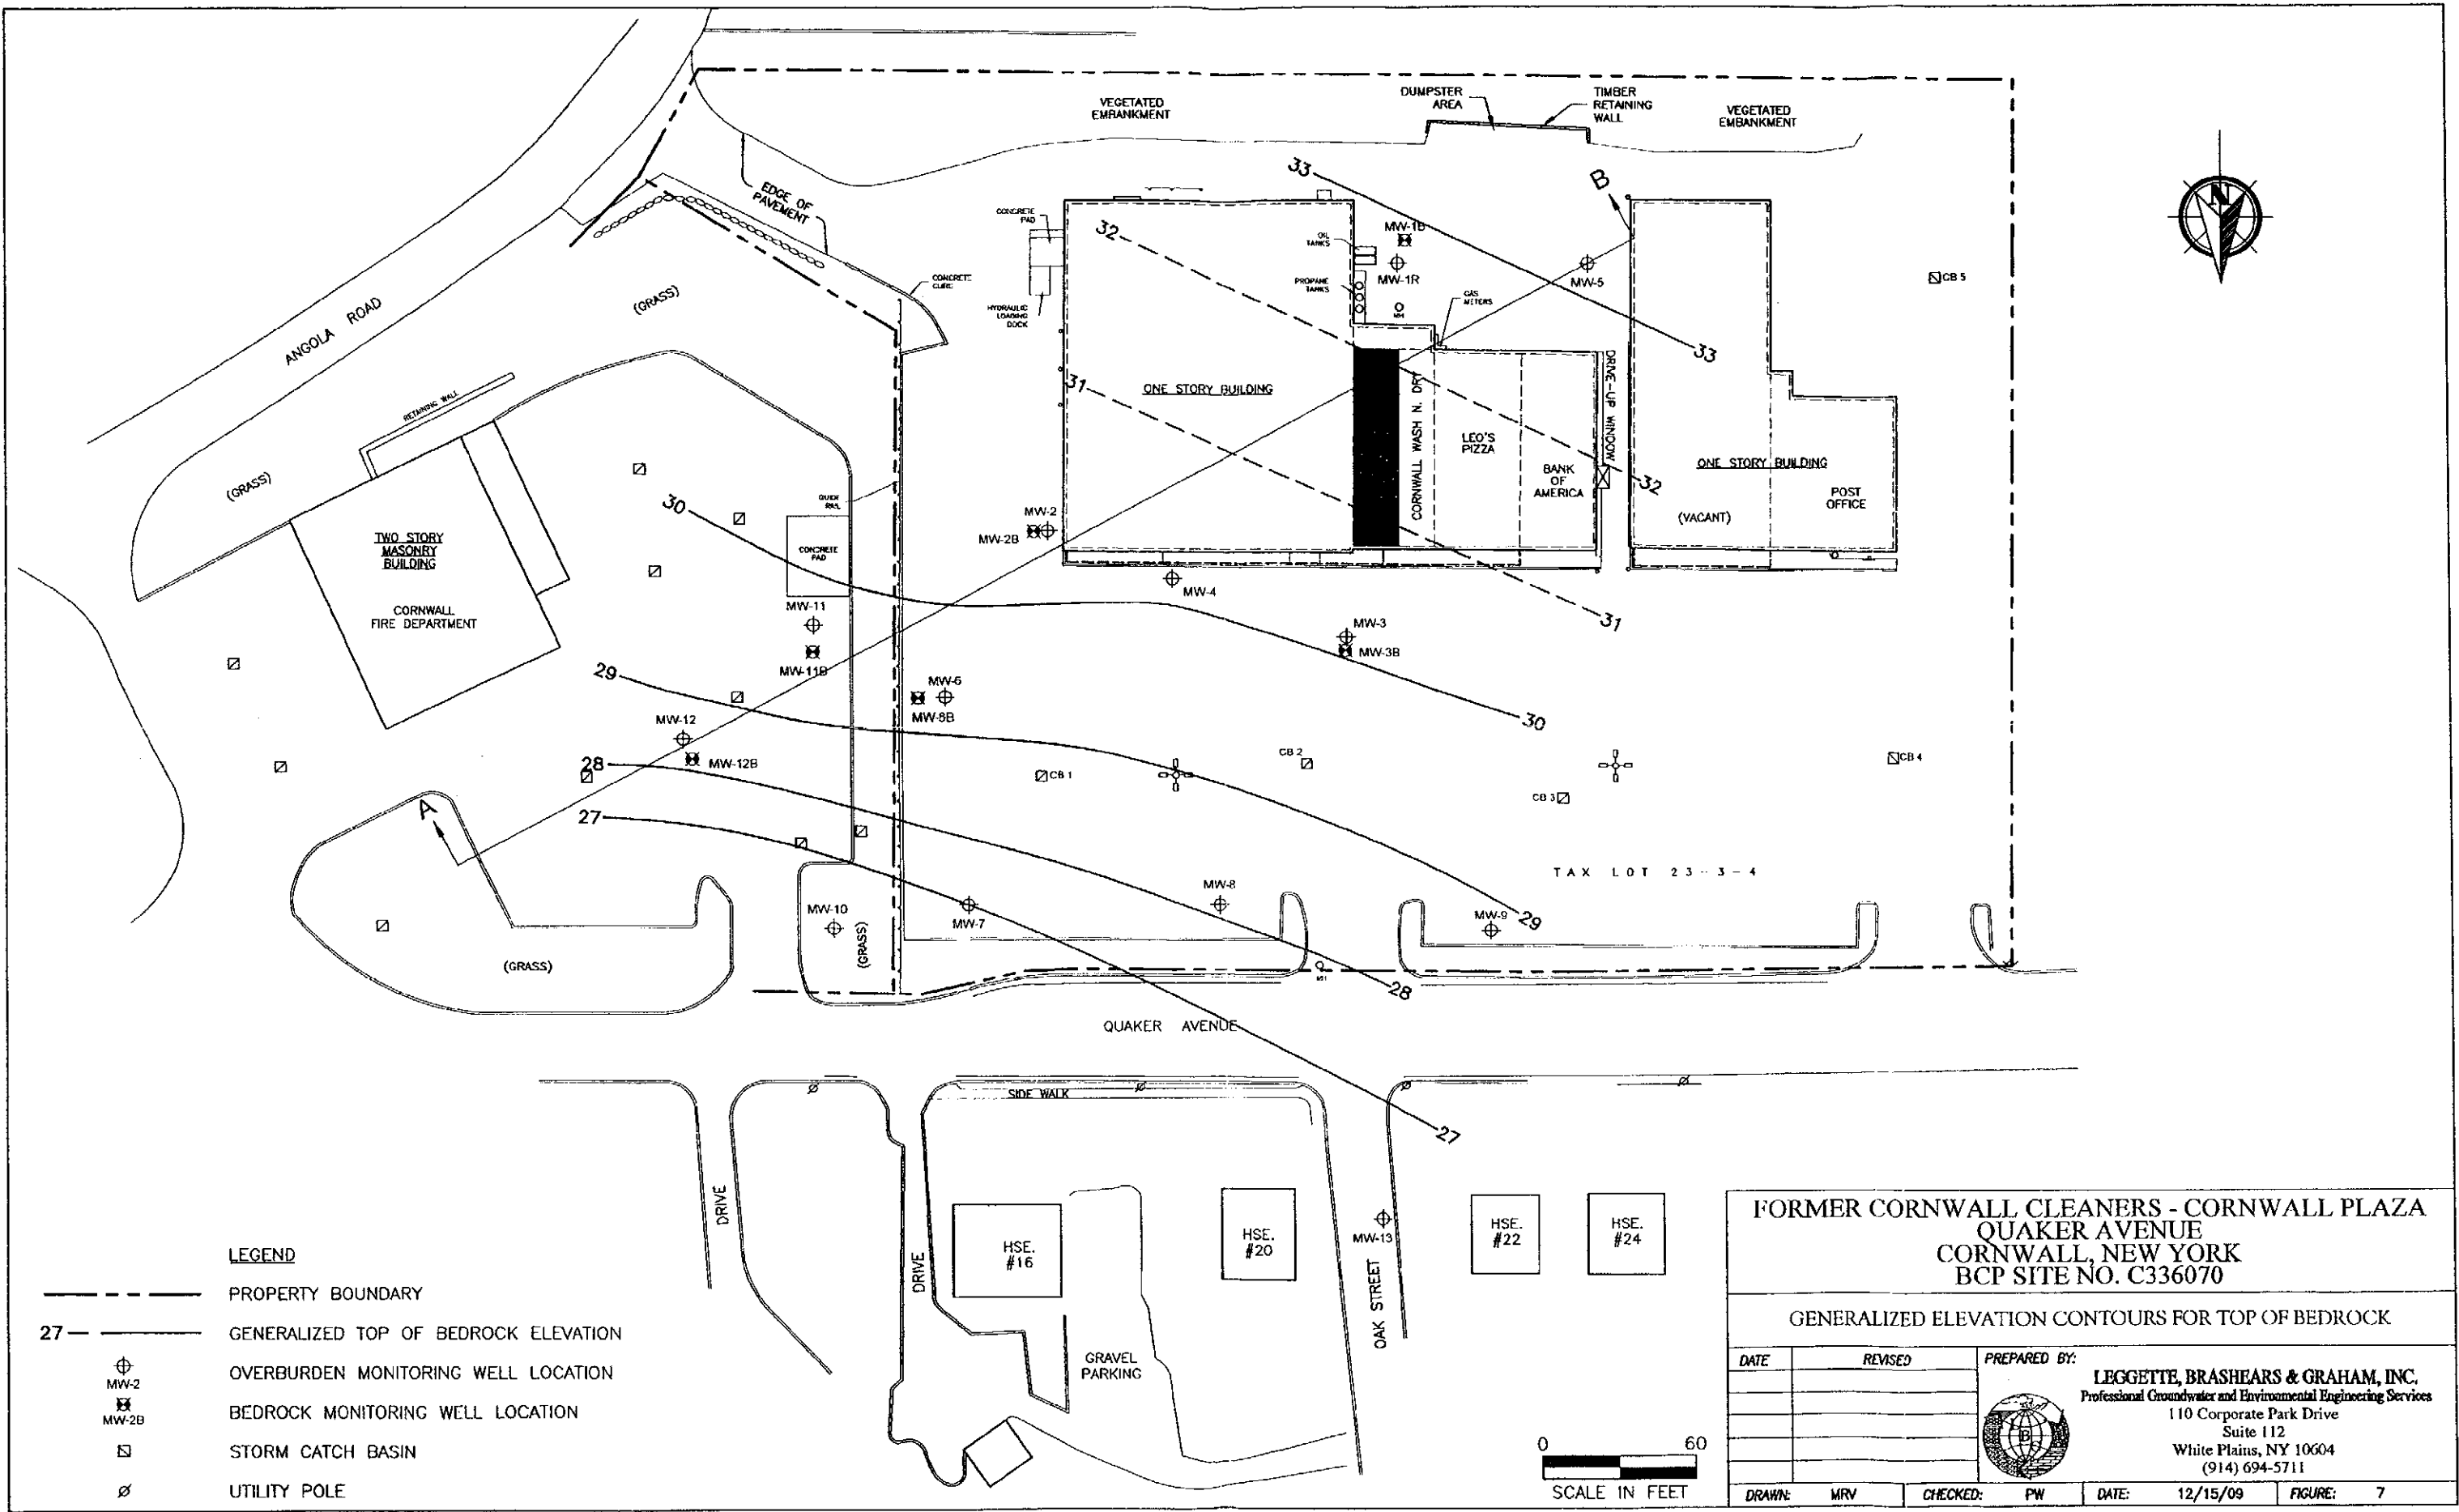 VEGETATED
EMBANKMENT
DUMPSTER
AREA
TIMBER
RETAINING
WALL
VEGETATED
EMBANKMENT
EDGE OF
PAVEMENT
CONCRETE
PAD
33
B
N
32
OIL
TANKS
MW-1B
MW-1R
MW-5
CB 5
CONCRETE
CURB
PROPANE
TANKS
GAS
METERS
MH
HYDRAULIC
LOADING
DOCK
(GRASS)
ANGOLA ROAD
33
RETAINING WALL
31
ONE STORY BUILDING
CORNWALL WASH N. DRY
LEO'S
PIZZA
BANK
OF
AMERICA
DRIVE-UP WINDOW
32
ONE STORY BUILDING
POST
OFFICE
(VACANT)
(GRASS)
30
GUIDE
RAIL
CONCRETE
PAD
MW-2
MW-2B
TWO STORY
MASONRY
BUILDING
CORNWALL
FIRE DEPARTMENT
MW-11
MW-11B
MW-4
MW-3
MW-3B
31
29
MW-6
MW-8B
30
MW-12
MW-12B
28
CB 1
CB 2
CB 3
CB 4
A
27
TAX LOT 23-3-4
MW-10
(GRASS)
MW-7
MW-8
MW-9
29
(GRASS)
MH
28
QUAKER AVENUE
SIDE WALK
27
DRIVE
DRIVE
HSE.
#16
HSE.
#20
MW-13
OAK STREET
HSE.
#22
HSE.
#24
GRAVEL
PARKING
LEGEND
PROPERTY BOUNDARY
27 GENERALIZED TOP OF BEDROCK ELEVATION
MW-2 OVERBURDEN MONITORING WELL LOCATION
MW-2B BEDROCK MONITORING WELL LOCATION
STORM CATCH BASIN
UTILITY POLE
0 60
SCALE IN FEET
FORMER CORNWALL CLEANERS - CORNWALL PLAZA
QUAKER AVENUE
CORNWALL, NEW YORK
BCP SITE NO. C336070
GENERALIZED ELEVATION CONTOURS FOR TOP OF BEDROCK
DATE REVISED PREPARED BY:
LEGGETTE, BRASHEARS & GRAHAM, INC.
Professional Groundwater and Environmental Engineering Services
110 Corporate Park Drive
Suite 112
White Plains, NY 10604
(914) 694-5711
DRAWN: MRV CHECKED: PW DATE: 12/15/09 FIGURE: 7